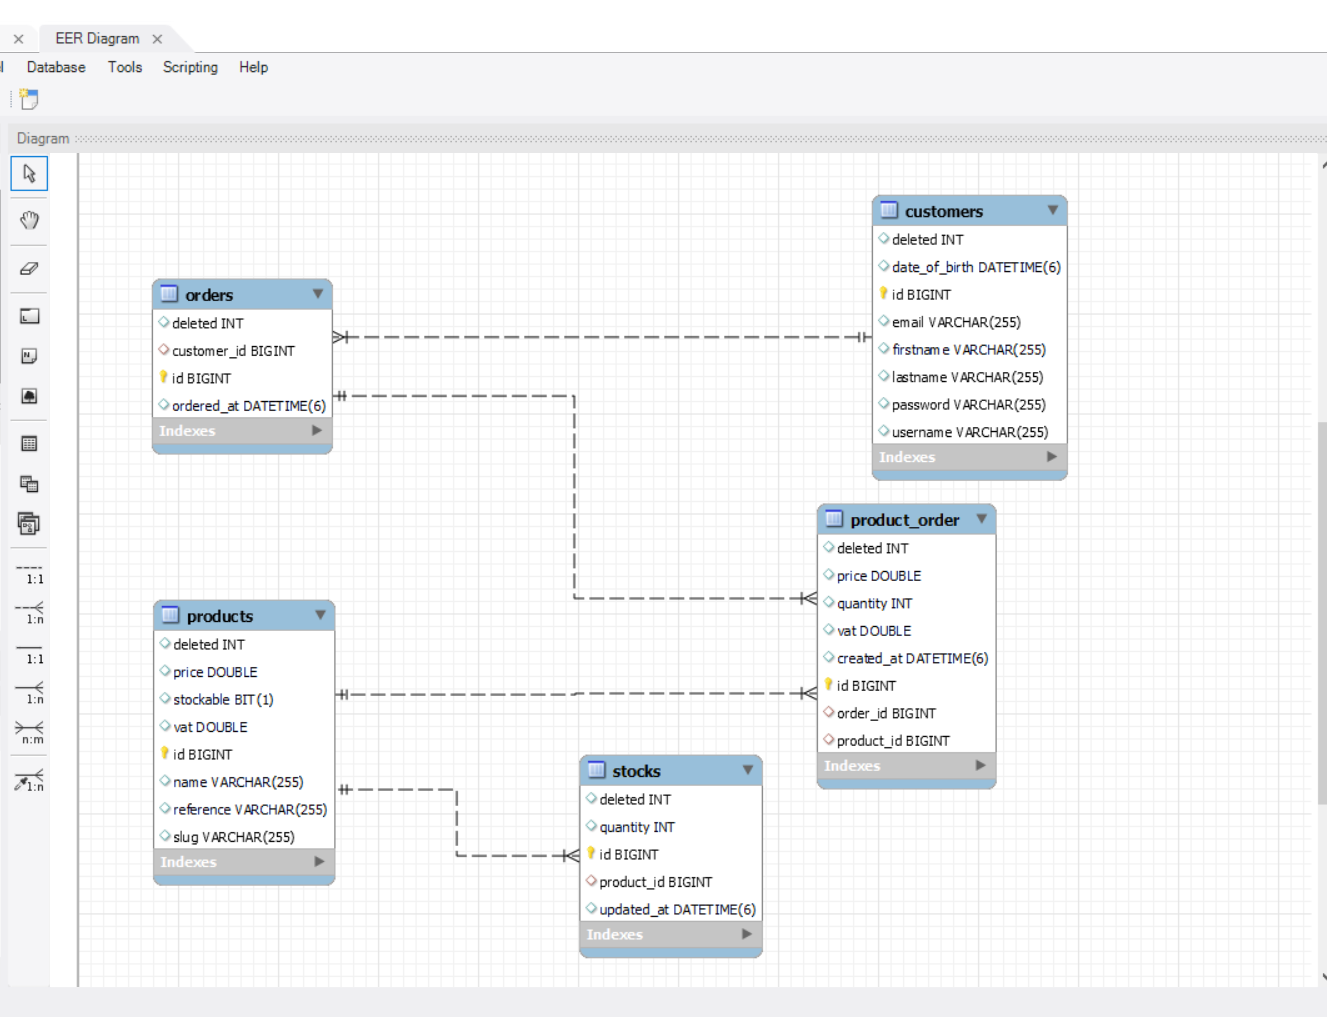 EER Diagram
Database Tools Scripting Help
Diagram
customers
deleted INT
date_of_birth DATETIME(6)
id BIGINT
email VARCHAR(255)
firstname VARCHAR(255)
lastname VARCHAR(255)
password VARCHAR(255)
username VARCHAR(255)
Indexes
orders
deleted INT
customer_id BIGINT
id BIGINT
ordered_at DATETIME(6)
Indexes
product_order
deleted INT
price DOUBLE
quantity INT
vat DOUBLE
created_at DATETIME(6)
id BIGINT
order_id BIGINT
product_id BIGINT
Indexes
products
deleted INT
price DOUBLE
stockable BIT(1)
vat DOUBLE
id BIGINT
name VARCHAR(255)
reference VARCHAR(255)
slug VARCHAR(255)
Indexes
stocks
deleted INT
quantity INT
id BIGINT
product_id BIGINT
updated_at DATETIME(6)
Indexes
1:1
1:n
1:1
1:n
n:m
1:n